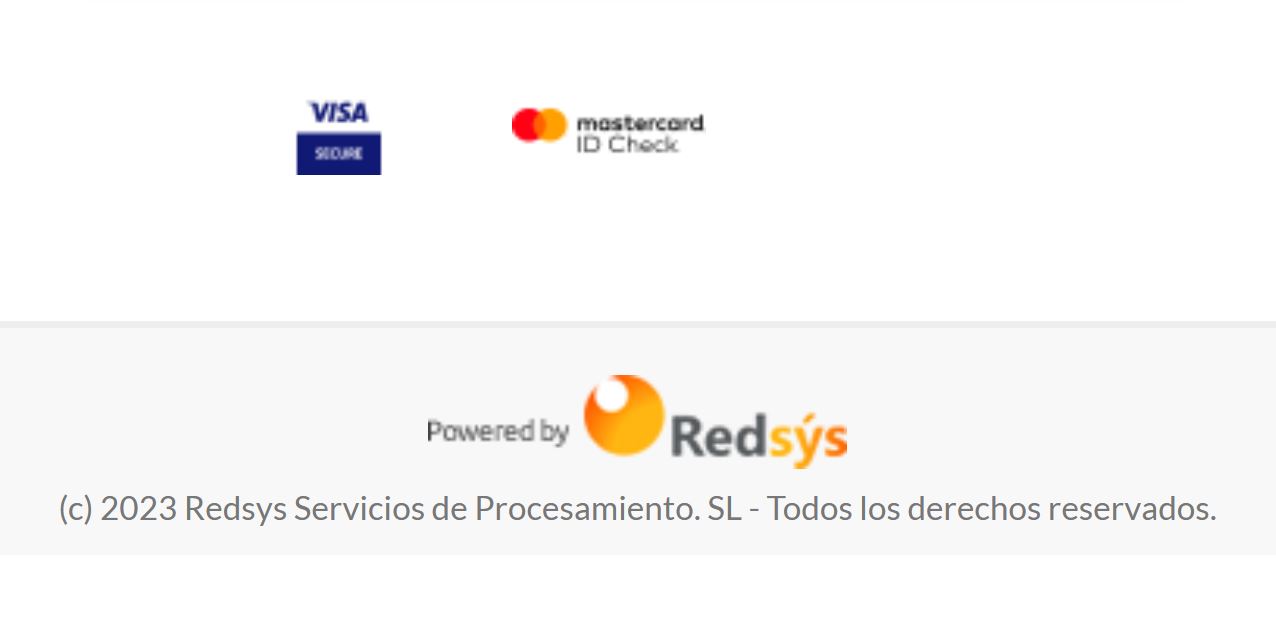 VISA
SECURE
mastercard
ID Check
Powered by Redsýs
(c) 2023 Redsys Servicios de Procesamiento. SL - Todos los derechos reservados.